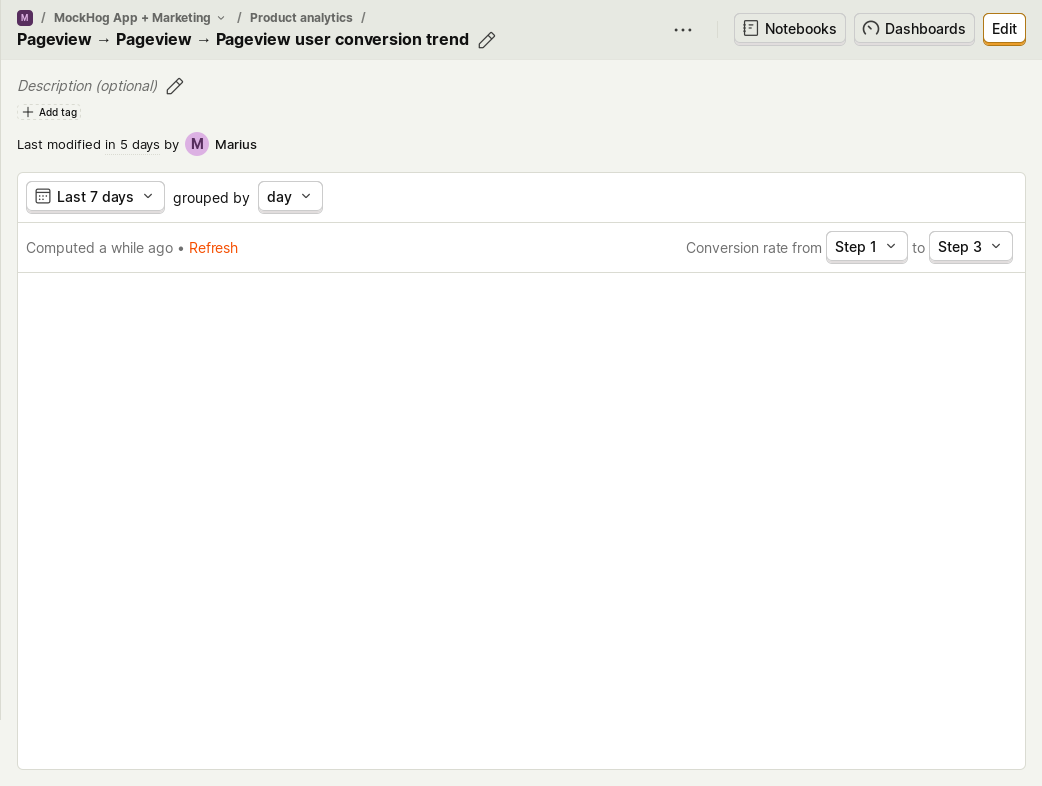 M / MockHog App + Marketing / Product analytics /
Pageview → Pageview → Pageview user conversion trend
Notebooks
Dashboards
Edit
Description (optional)
Add tag
Last modified in 5 days by M Marius
Last 7 days grouped by day
Computed a while ago • Refresh
Conversion rate from Step 1 to Step 3